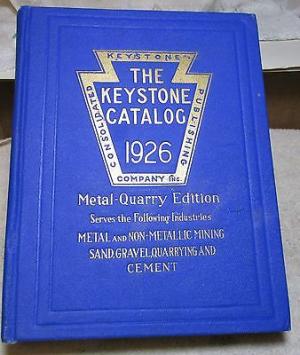 KEYSTONE
CONSOLIDATED
PUBLISHING
COMPANY Inc.
THE
KEYSTONE
CATALOG
1926
Metal-Quarry Edition
Serves the Following Industries
METAL AND NON-METALLIC MINING
SAND, GRAVEL, QUARRYING AND
CEMENT